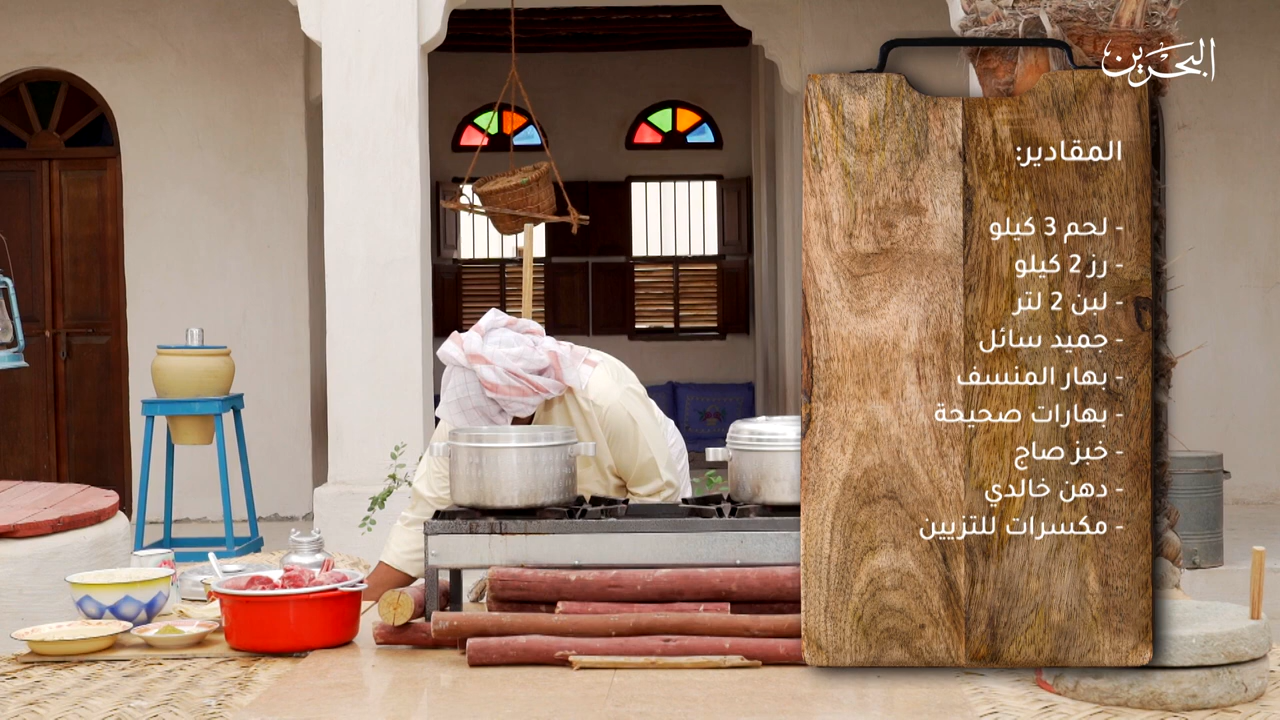 البحرين
المقادير:
- لحم 3 كيلو
- رز 2 كيلو
- لبن 2 لتر
- جميد سائل
- بهار المنسف
- بهارات صحيحة
- خبز صاج
- دهن خالدي
- مكسرات للتزيين